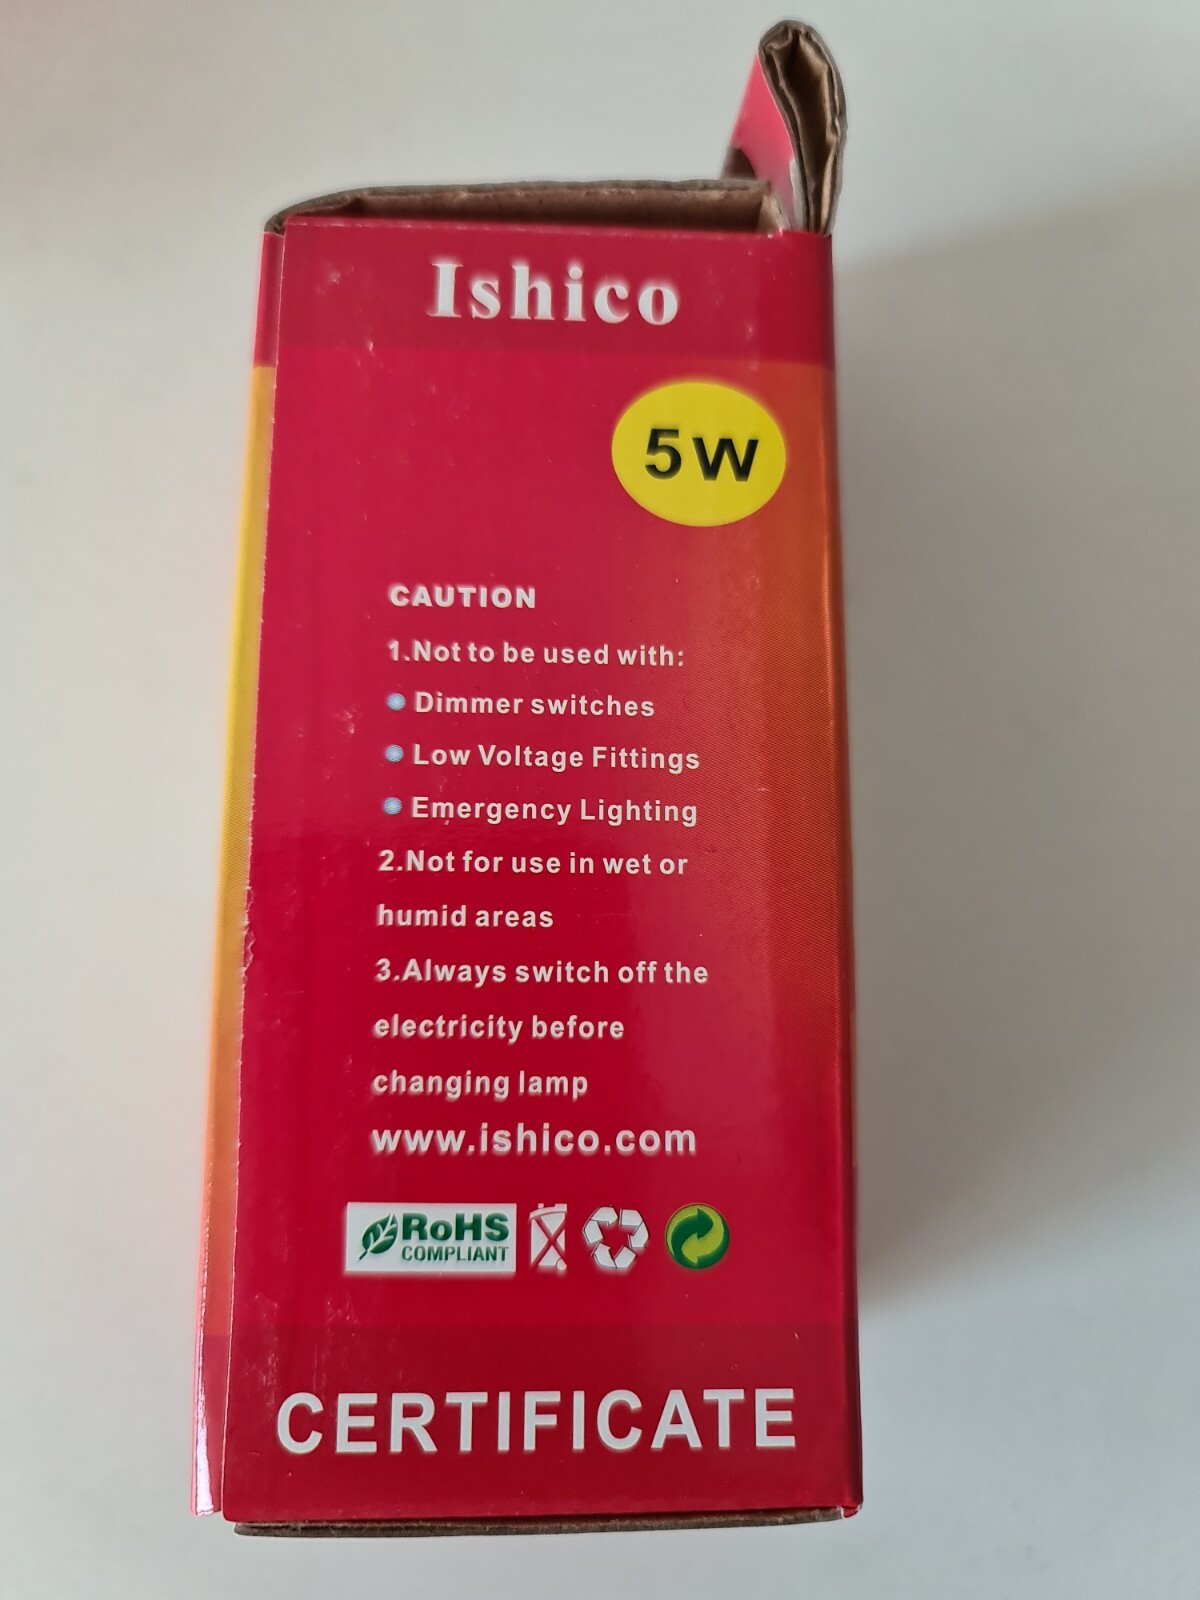 Ishico
5W
CAUTION
1.Not to be used with:
Dimmer switches
Low Voltage Fittings
Emergency Lighting
2.Not for use in wet or
humid areas
3.Always switch off the
electricity before
changing lamp
www.ishico.com
RoHS
COMPLIANT
CERTIFICATE